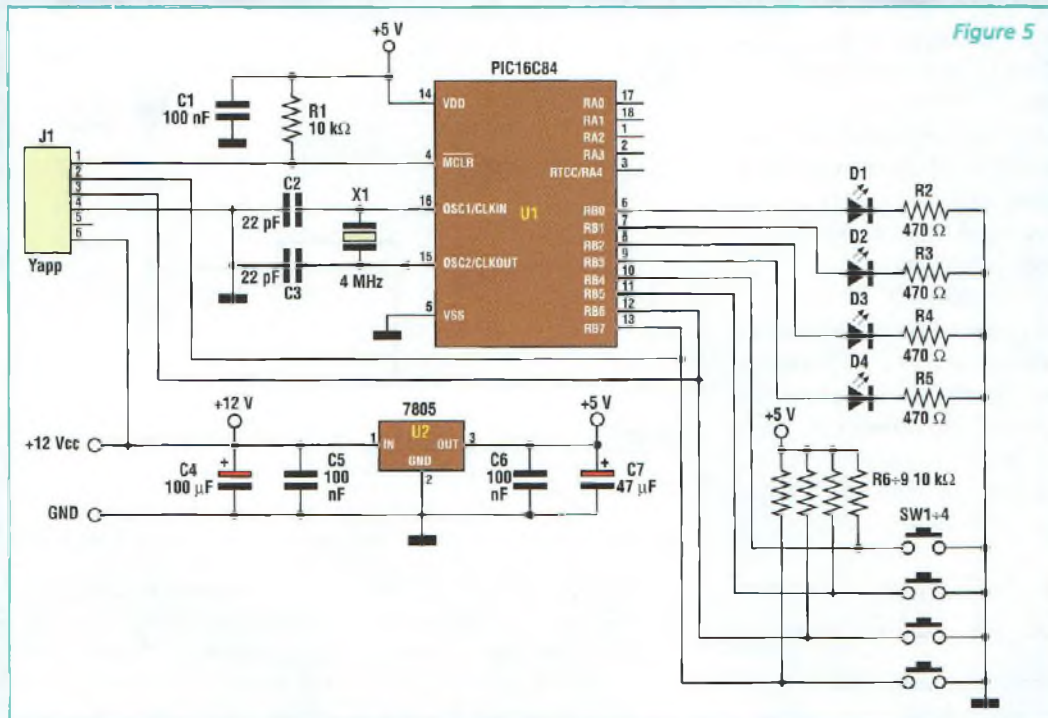 Figure 5
+5 V
PIC16C84
C1
100 nF
R1
10 kΩ
14
VDD
RA0
17
RA1
18
RA2
1
RA3
2
RTCC/RA4
3
J1
1
2
3
4
5
6
Yapp
4
MCLR
C2
22 pF
X1
16
OSC1/CLKIN
U1
22 pF
C3
4 MHz
15
OSC2/CLKOUT
5
VSS
RB0
6
RB1
7
RB2
8
RB3
9
RB4
10
RB5
11
RB6
12
RB7
13
D1
R2
470 Ω
D2
R3
470 Ω
D3
R4
470 Ω
D4
R5
470 Ω
+12 V
7805
+5 V
+5 V
+12 Vcc
1
IN
U2
OUT
3
GND
2
C4
100 µF
+
C5
100
nF
C6
100
nF
+
C7
47 µF
R6÷9 10 kΩ
GND
SW1÷4